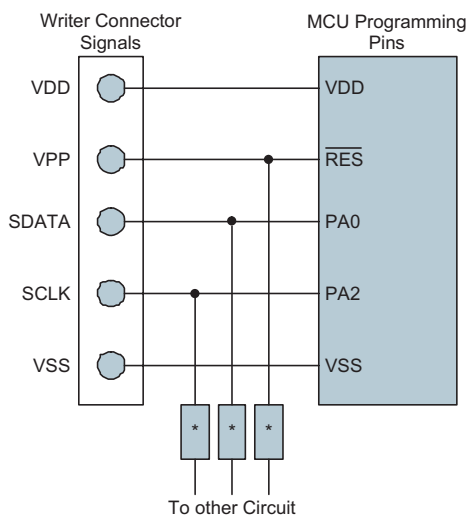 Writer Connector
Signals
MCU Programming
Pins
VDD
VDD
VPP
RES
SDATA
PA0
SCLK
PA2
VSS
VSS
* * *
To other Circuit